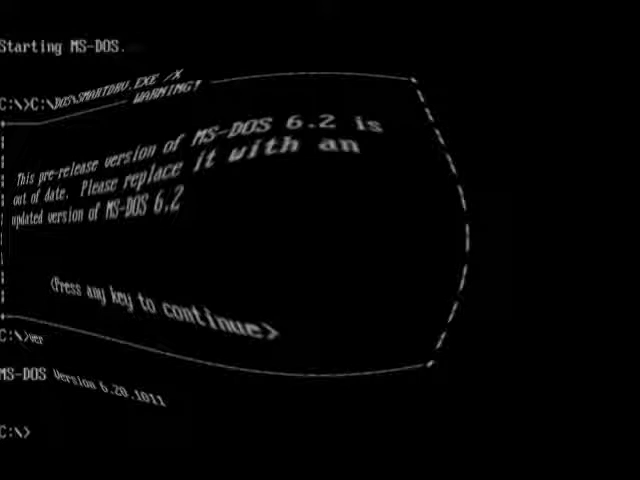 Starting MS-DOS.
C:\>C:\DOS\SMARTDRV.EXE /X
WARNING!
This pre-release version of MS-DOS 6.2 is
out of date. Please replace it with an
updated version of MS-DOS 6.2
<Press any key to continue>
C:\>ver
MS-DOS Version 6.20.1011
C:\>